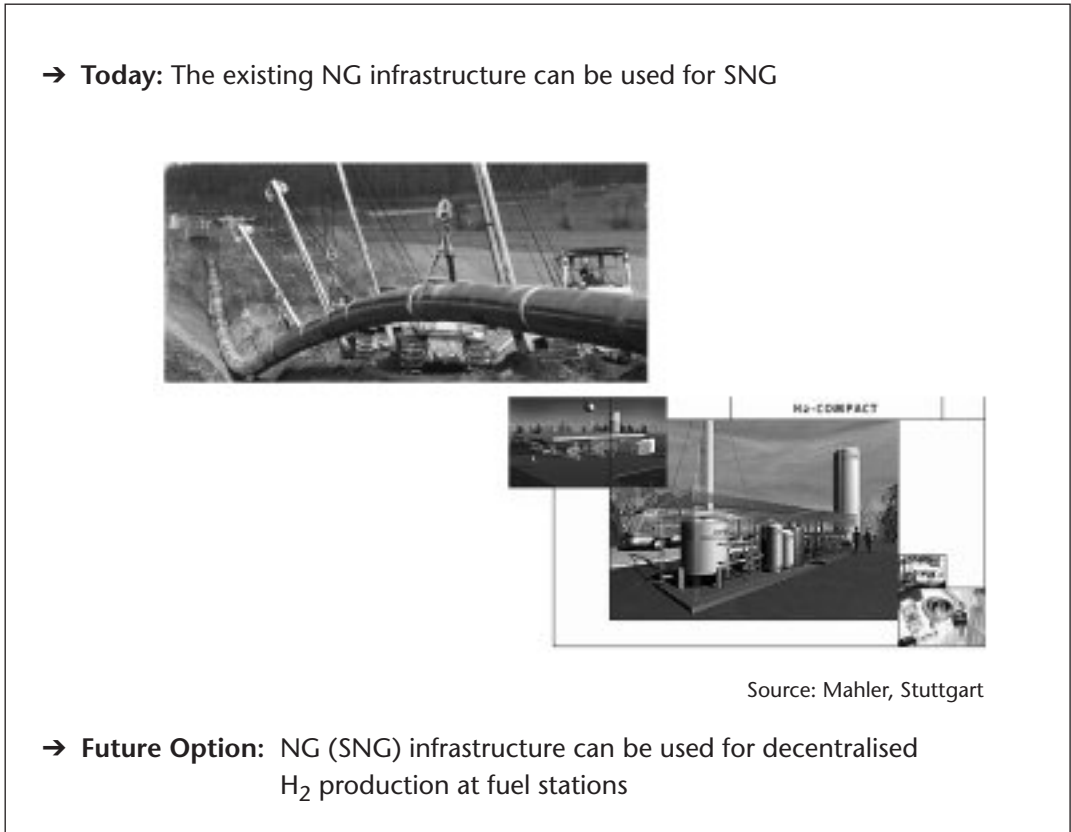 ➔ Today: The existing NG infrastructure can be used for SNG
H₂-COMPACT
Source: Mahler, Stuttgart
➔ Future Option: NG (SNG) infrastructure can be used for decentralised
H₂ production at fuel stations